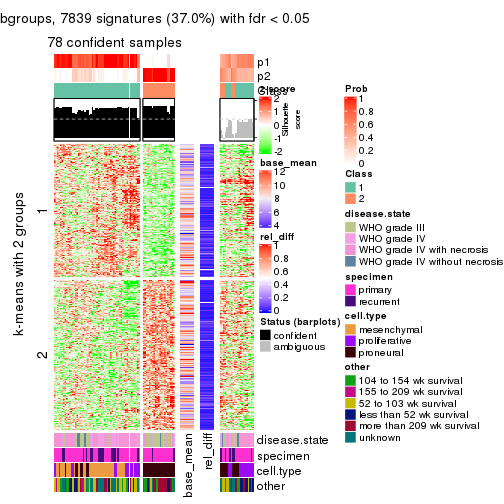 bgroups, 7839 signatures (37.0%) with fdr < 0.05
78 confident samples
p1
p2
Class
Silhouette
score
k-means with 2 groups
1
2
disease.state
specimen
cell.type
other
base_mean
rel_diff
2
1
0
-1
-2
base_mean
12
10
8
6
4
rel_diff
1
0.8
0.6
0.4
0.2
0
Status (barplots)
confident
ambiguous
Prob
1
0.8
0.6
0.4
0.2
0
Class
1
2
disease.state
WHO grade III
WHO grade IV
WHO grade IV with necrosis
WHO grade IV without necrosis
specimen
primary
recurrent
cell.type
mesenchymal
proliferative
proneural
other
104 to 154 wk survival
155 to 209 wk survival
52 to 103 wk survival
less than 52 wk survival
more than 209 wk survival
unknown